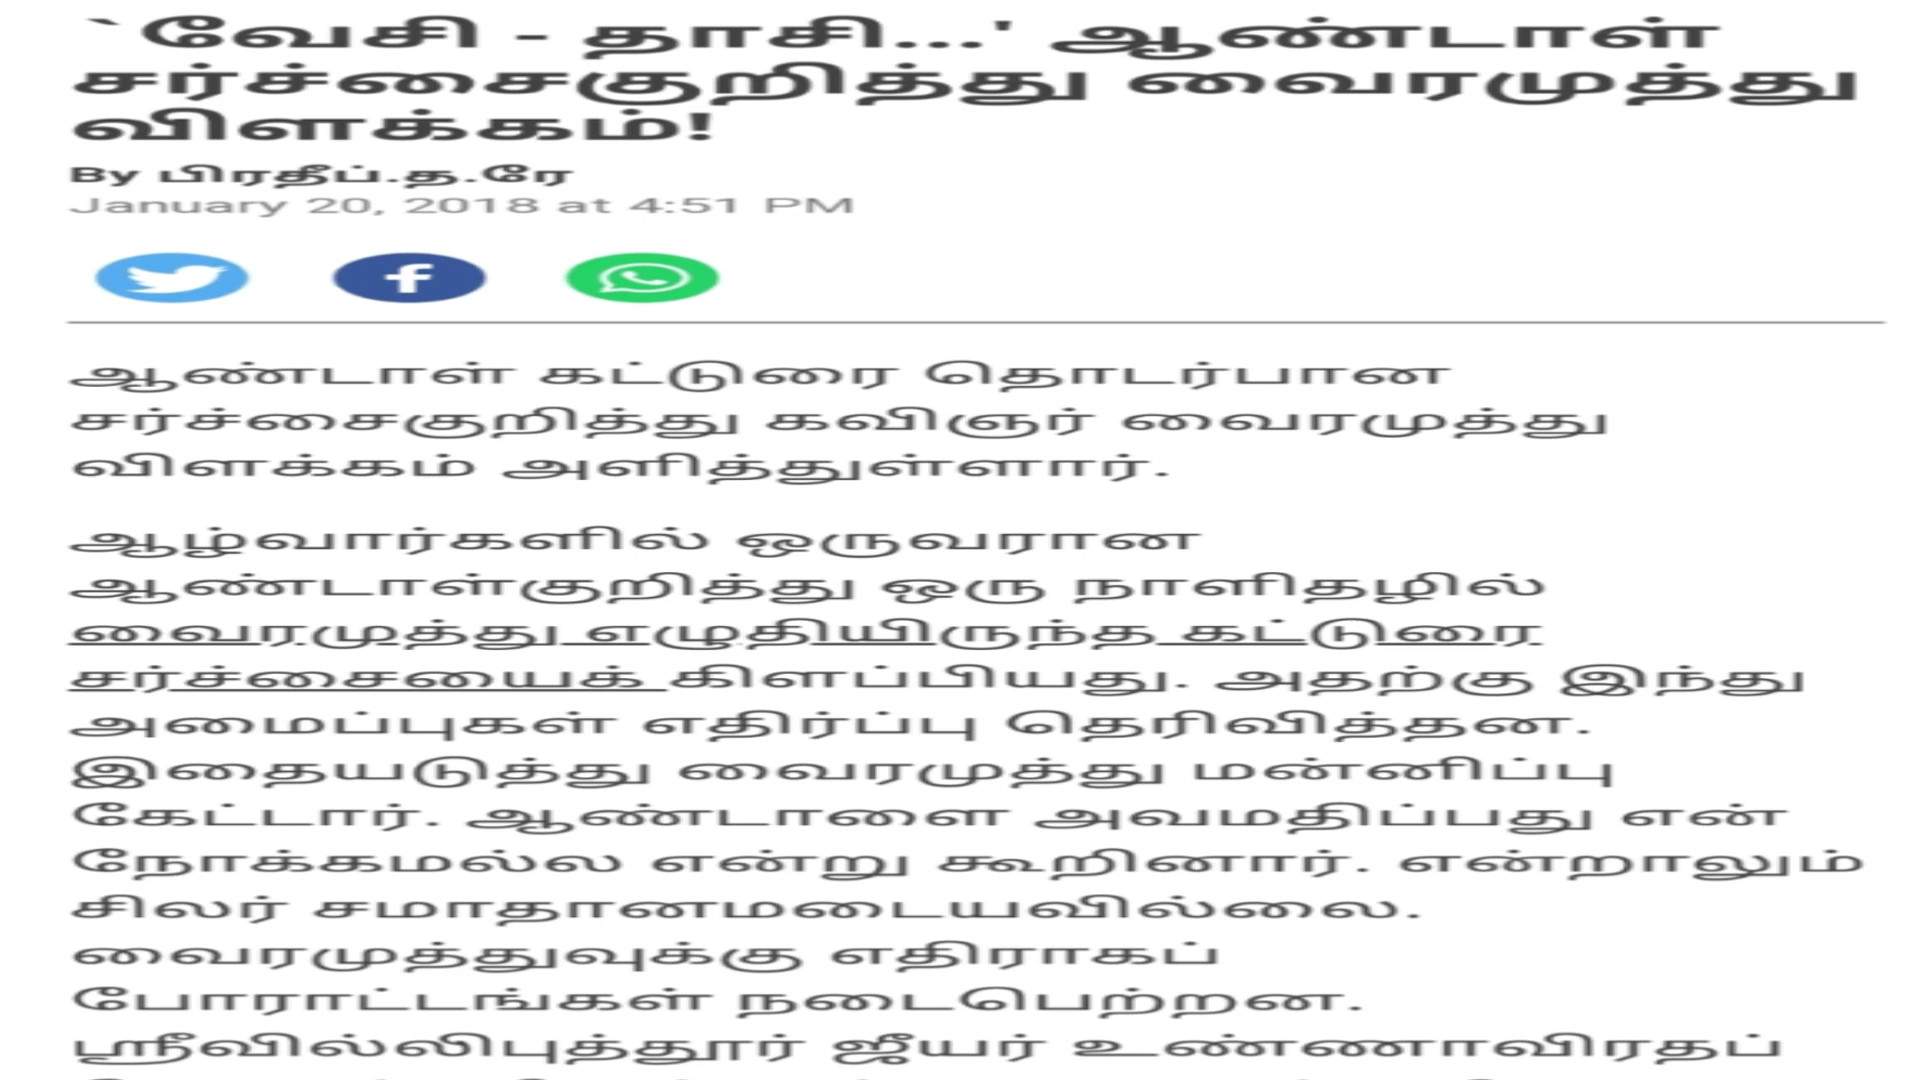 `வேசி - தாசி...' ஆண்டாள்
சர்ச்சைகுறித்து வைரமுத்து
விளக்கம்!
By பிரதீப்.த.ரே
January 20, 2018 at 4:51 PM
ஆண்டாள் கட்டுரை தொடர்பான
சர்ச்சைகுறித்து கவிஞர் வைரமுத்து
விளக்கம் அளித்துள்ளார்.
ஆழ்வார்களில் ஒருவரான
ஆண்டாள்குறித்து ஒரு நாளிதழில்
வைரமுத்து எழுதியிருந்த கட்டுரை
சர்ச்சையைக் கிளப்பியது. அதற்கு இந்து
அமைப்புகள் எதிர்ப்பு தெரிவித்தன.
இதையடுத்து வைரமுத்து மன்னிப்பு
கேட்டார். ஆண்டாளை அவமதிப்பது என்
நோக்கமல்ல என்று கூறினார். என்றாலும்
சிலர் சமாதானமடையவில்லை.
வைரமுத்துவுக்கு எதிராகப்
போராட்டங்கள் நடைபெற்றன.
ஸ்ரீவில்லிபுத்தூர் ஜீயர் உண்ணாவிரதப்